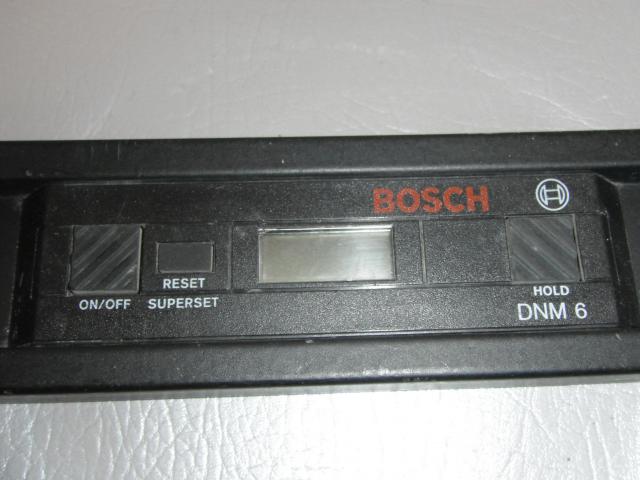 BOSCH
RESET
ON/OFF SUPERSET
HOLD
DNM 6